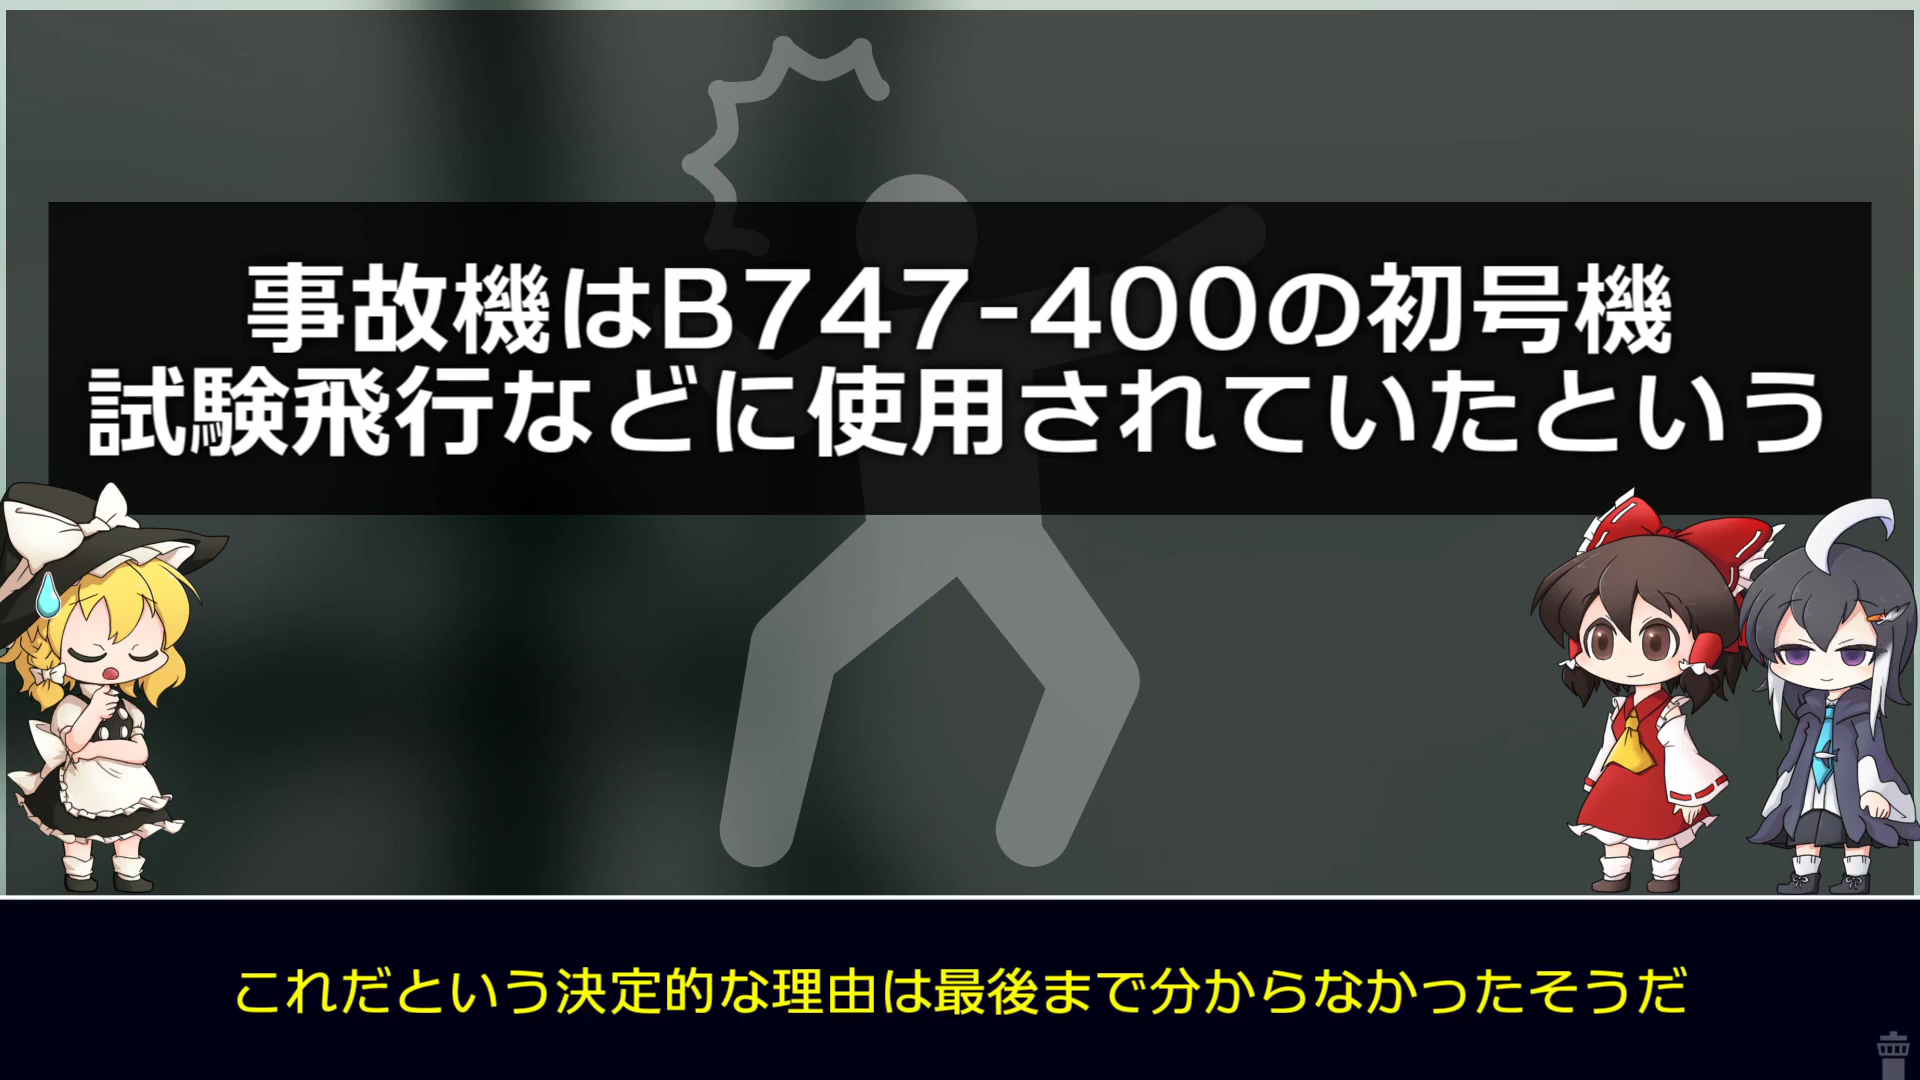 事故機はB747-400の初号機
試験飛行などに使用されていたという
これだという決定的な理由は最後まで分からなかったそうだ